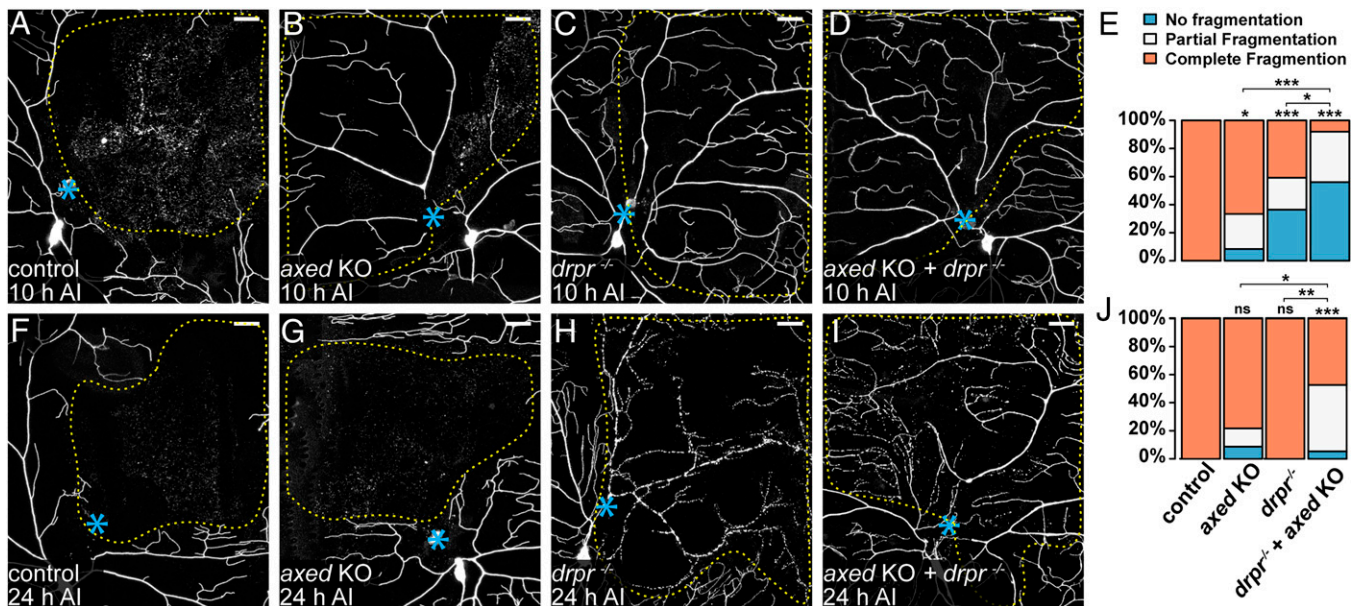 A
control
10 h AI
B
axed KO
10 h AI
C
drpr -/-
10 h AI
D
axed KO + drpr -/-
10 h AI
E
No fragmentation
Partial Fragmentation
Complete Fragmention
***
*
* *** ***
100%
80%
60%
40%
20%
0%
F
control
24 h AI
G
axed KO
24 h AI
H
drpr -/-
24 h AI
I
axed KO + drpr -/-
24 h AI
J
*
**
ns ns ***
100%
80%
60%
40%
20%
0%
control
axed KO
drpr-/-
drpr-/- + axed KO